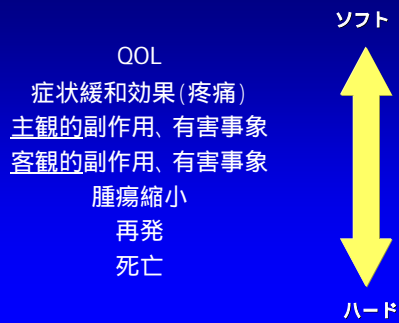 ソフト
QOL
症状緩和効果(疼痛)
主観的副作用、有害事象
客観的副作用、有害事象
腫瘍縮小
再発
死亡
ハード